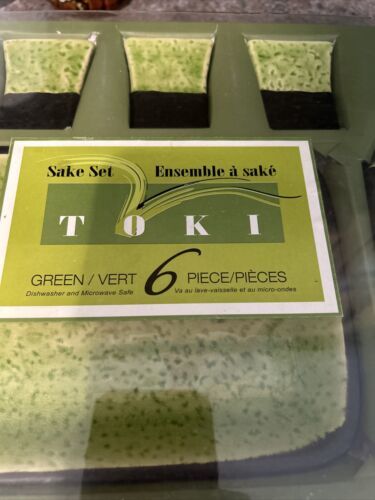 Sake Set Ensemble à saké
TOKI
GREEN / VERT 6 PIECE/PIÈCES
Dishwasher and Microwave Safe Va au lave-vaisselle et au micro-ondes